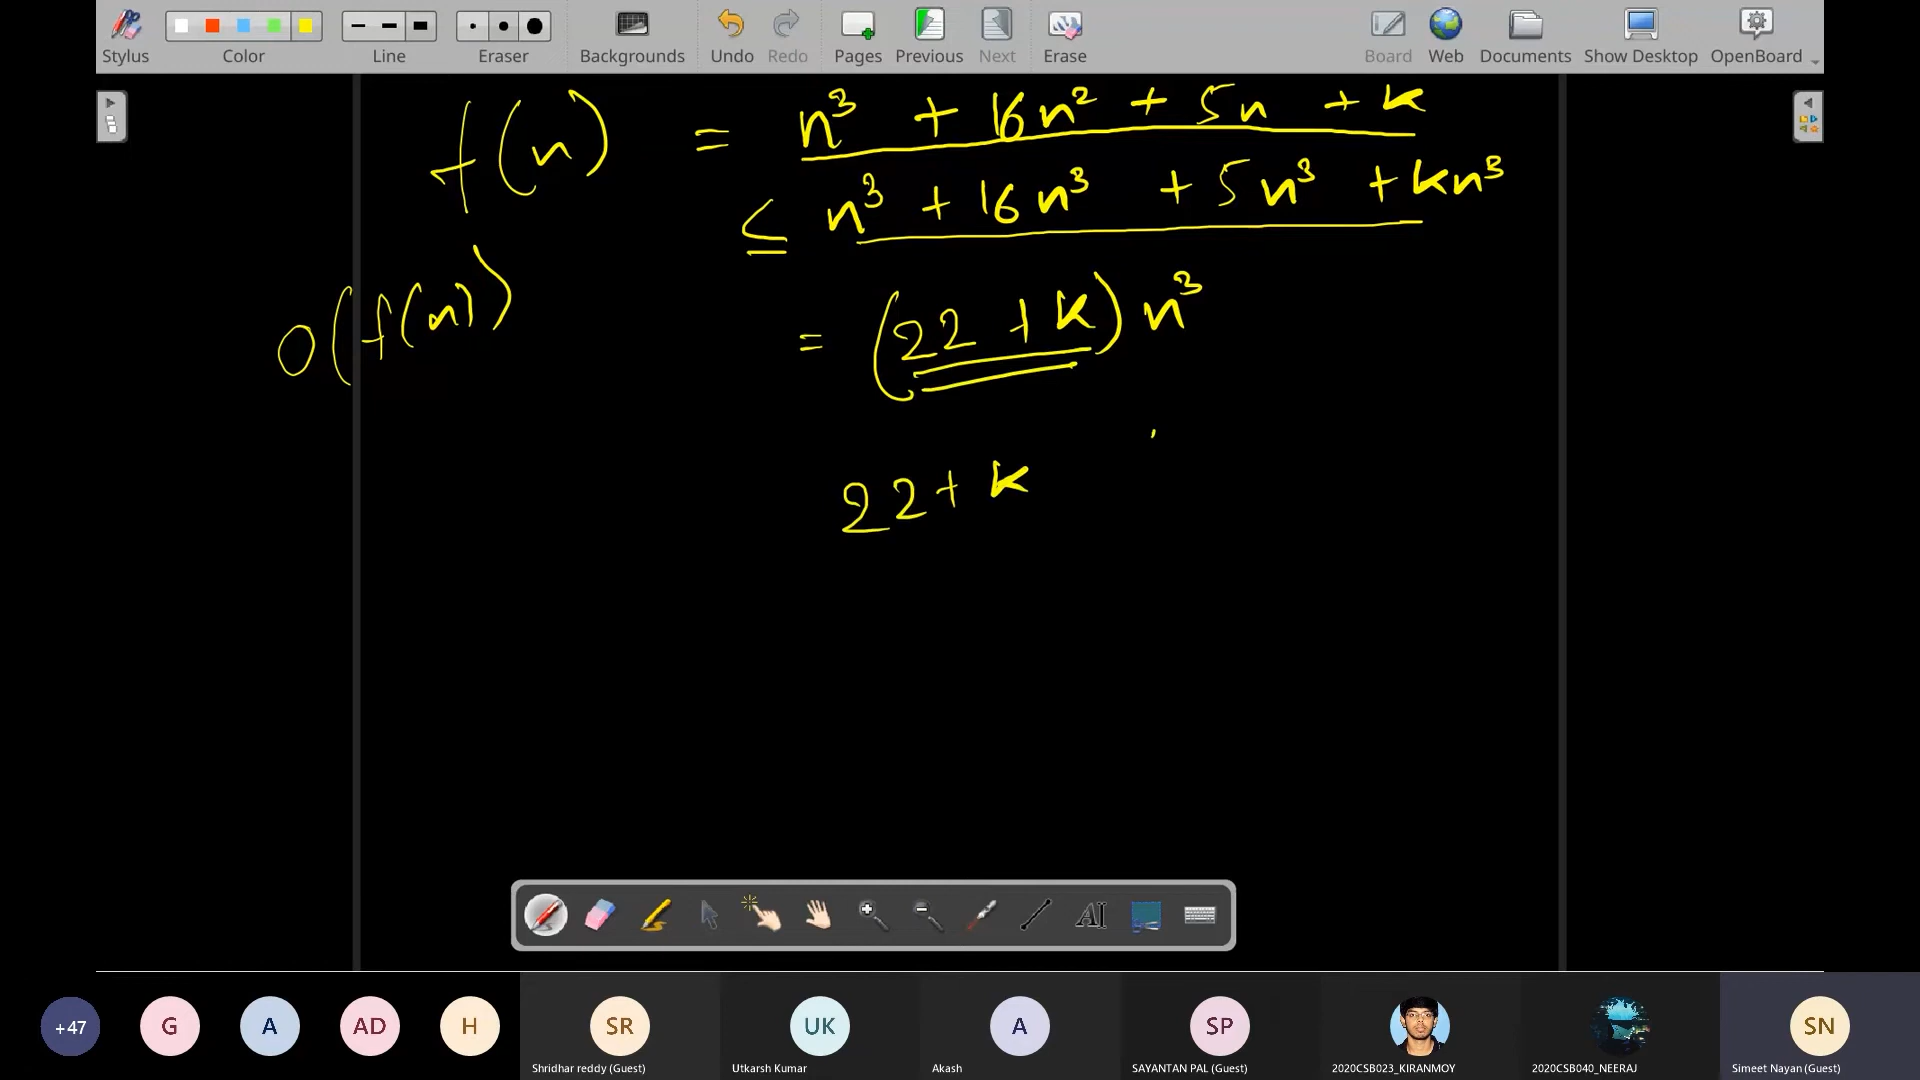 Stylus Color Line Eraser Backgrounds Undo Redo Pages Previous Next Erase Board Web Documents Show Desktop OpenBoard
f(n) = n³ + 16n² + 5n + k
≤ n³ + 16n³ + 5n³ + kn³
O(f(n))
= (22 + k) n³
22 + k
+47 G A AD H SR UK A SP SN
Shridhar reddy (Guest) Utkarsh Kumar Akash SAYANTAN PAL (Guest) 2020CSB023_KIRANMOY 2020CSB040_NEERAJ Simeet Nayan (Guest)